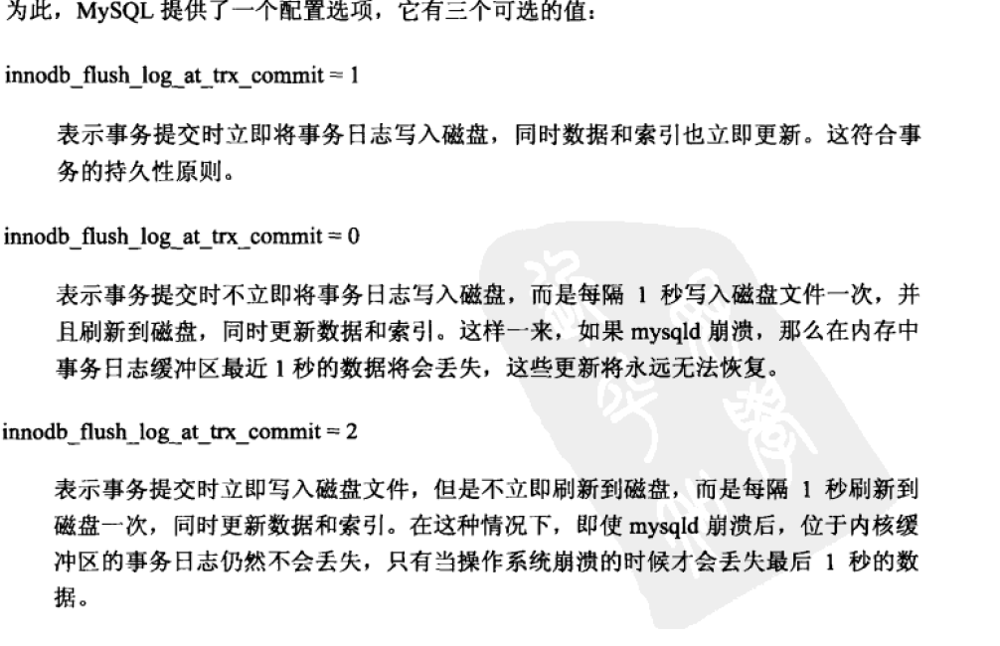 为此，MySQL 提供了一个配置选项，它有三个可选的值：
innodb_flush_log_at_trx_commit = 1
表示事务提交时立即将事务日志写入磁盘，同时数据和索引也立即更新。这符合事
务的持久性原则。
innodb_flush_log_at_trx_commit = 0
表示事务提交时不立即将事务日志写入磁盘，而是每隔 1 秒写入磁盘文件一次，并
且刷新到磁盘，同时更新数据和索引。这样一来，如果 mysqld 崩溃，那么在内存中
事务日志缓冲区最近 1 秒的数据将会丢失，这些更新将永远无法恢复。
innodb_flush_log_at_trx_commit = 2
表示事务提交时立即写入磁盘文件，但是不立即刷新到磁盘，而是每隔 1 秒刷新到
磁盘一次，同时更新数据和索引。在这种情况下，即使 mysqld 崩溃后，位于内核缓
冲区的事务日志仍然不会丢失，只有当操作系统崩溃的时候才会丢失最后 1 秒的数
据。